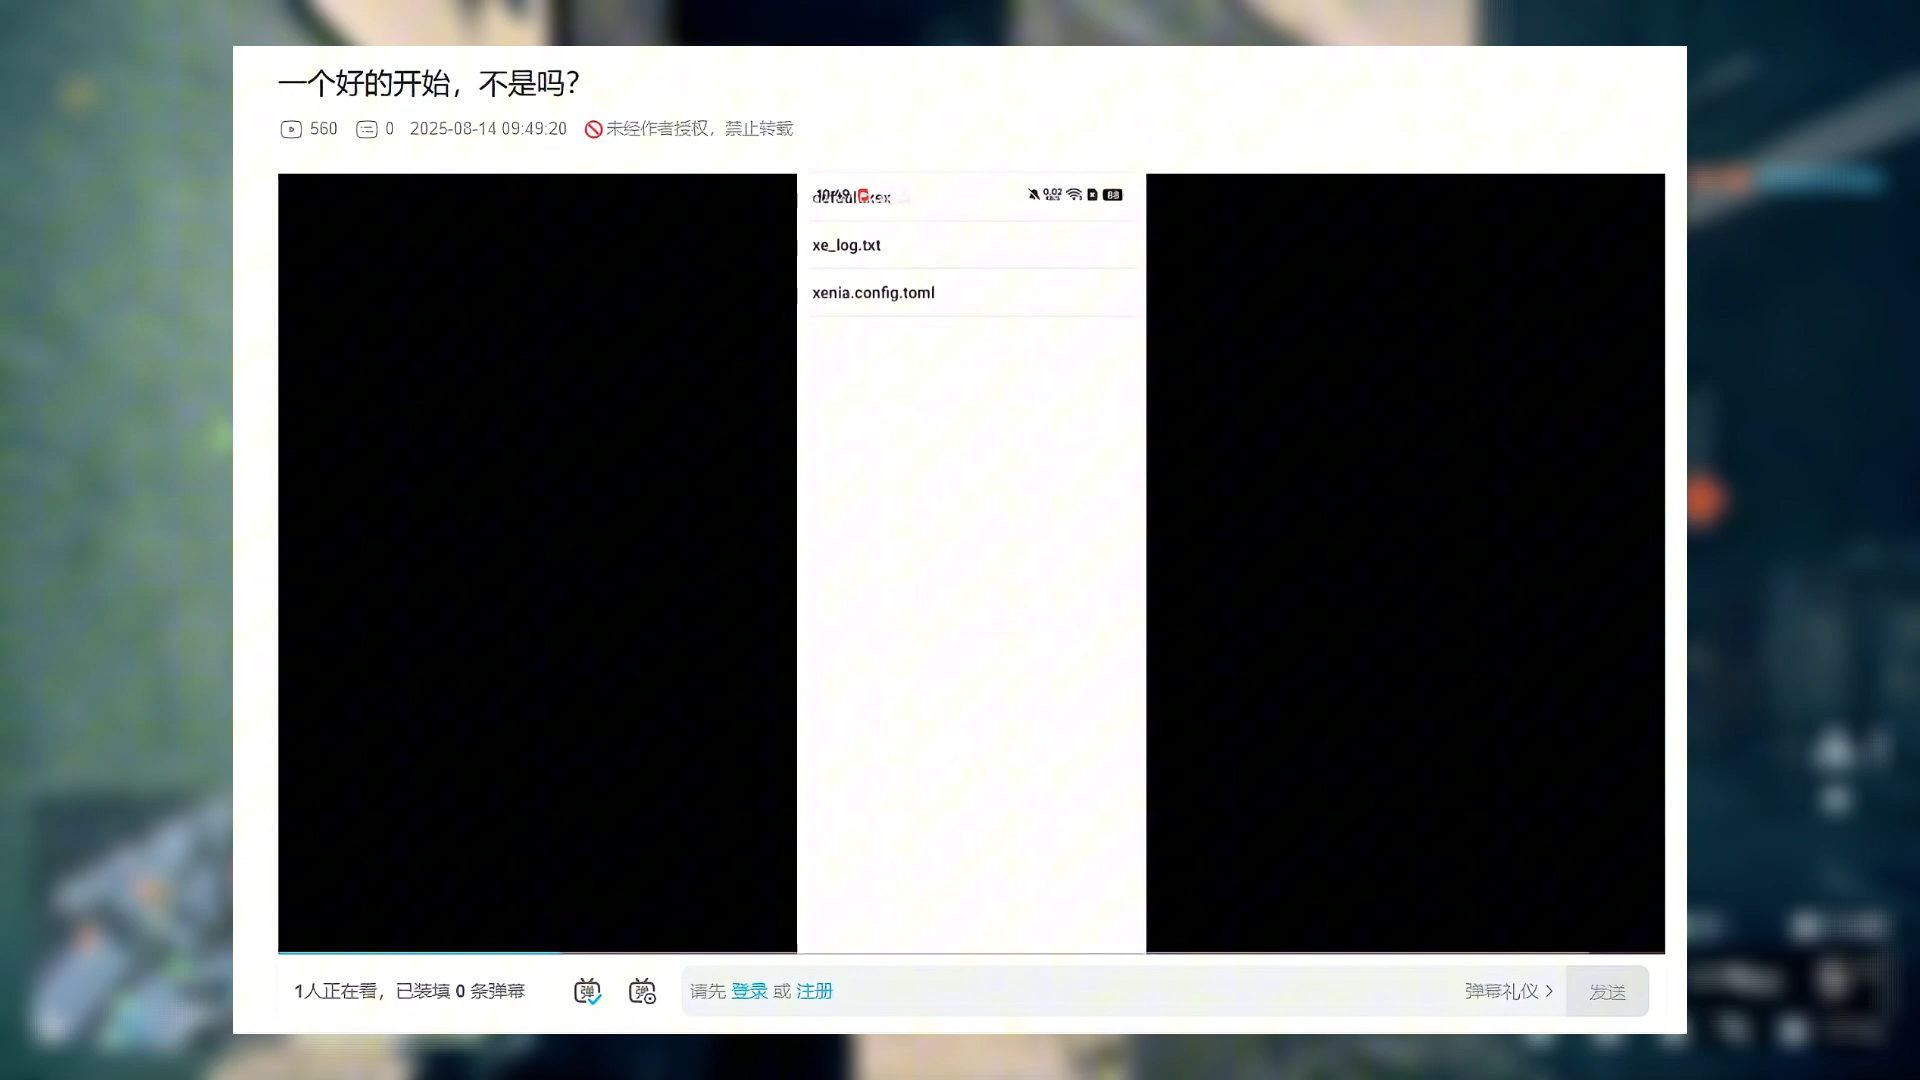 一个好的开始，不是吗？
560 0 2025-08-14 09:49:20 未经作者授权，禁止转载
xe_log.txt
xenia.config.toml
1人正在看，已装填 0 条弹幕
弹 弹 请先 登录 或 注册 弹幕礼仪 发送